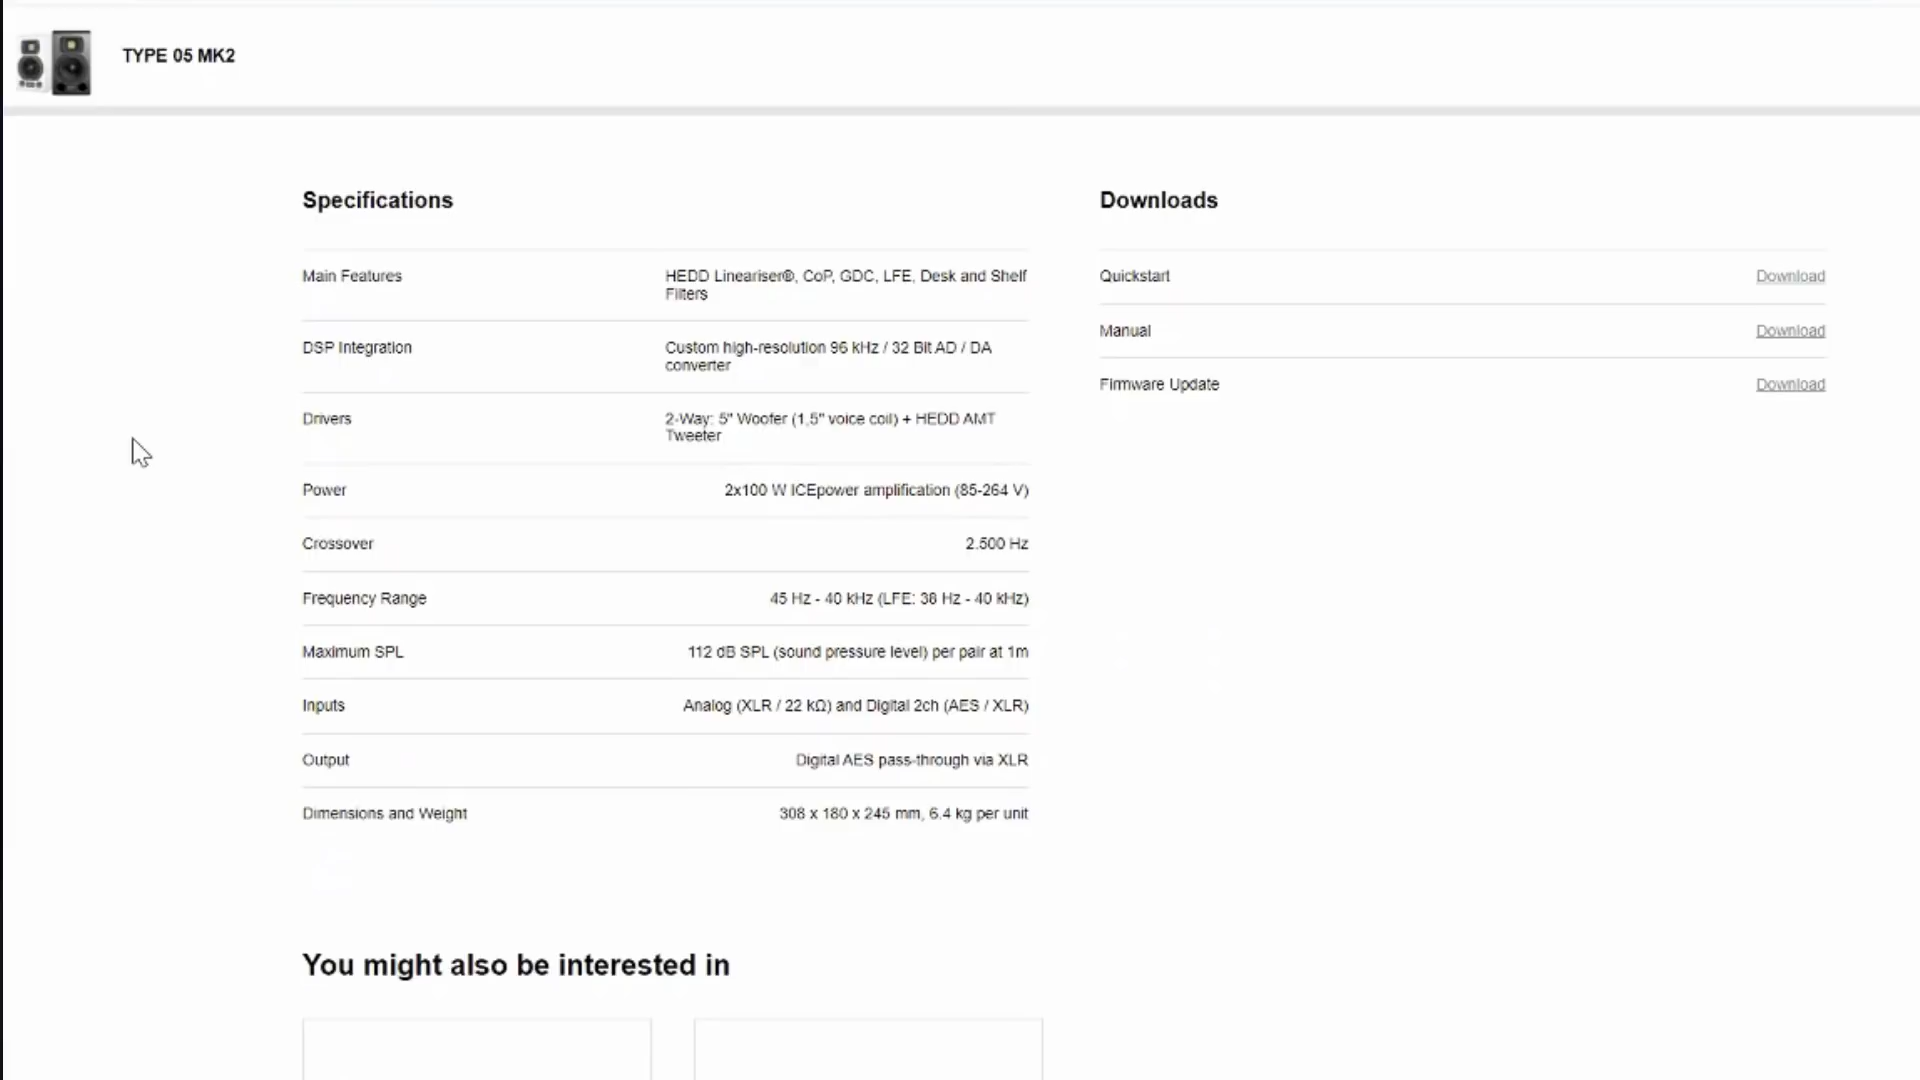 TYPE 05 MK2
Specifications
Main Features
HEDD Lineariser®, CoP, GDC, LFE, Desk and Shelf
Filters
DSP Integration
Custom high-resolution 96 kHz / 32 Bit AD / DA
converter
Drivers
2-Way: 5" Woofer (1,5" voice coil) + HEDD AMT
Tweeter
Power
2x100 W ICEpower amplification (85-264 V)
Crossover
2.500 Hz
Frequency Range
45 Hz - 40 kHz (LFE: 38 Hz - 40 kHz)
Maximum SPL
112 dB SPL (sound pressure level) per pair at 1m
Inputs
Analog (XLR / 22 kΩ) and Digital 2ch (AES / XLR)
Output
Digital AES pass-through via XLR
Dimensions and Weight
308 x 180 x 245 mm, 6.4 kg per unit
Downloads
Quickstart
Download
Manual
Download
Firmware Update
Download
You might also be interested in